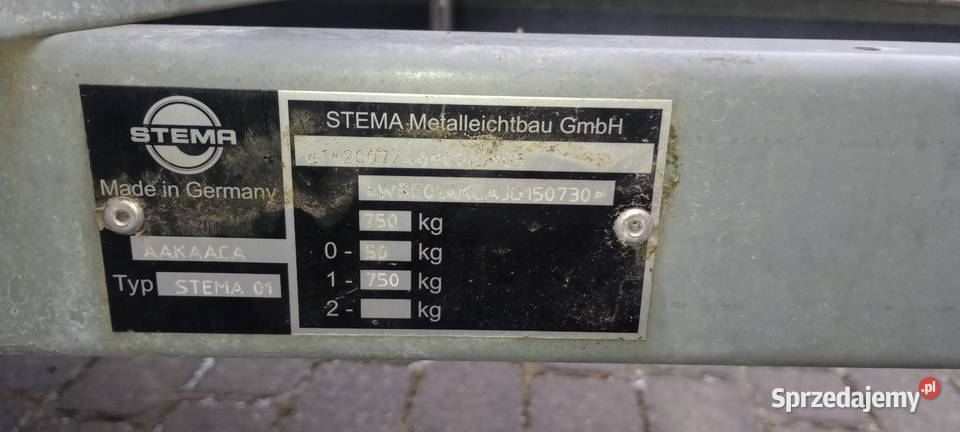 STEMA
Made in Germany
AAKAACA
Typ STEMA 01
STEMA Metalleichtbau GmbH
750 kg
0 - 50 kg
1 - 750 kg
2 - kg
Sprzedajemy.pl